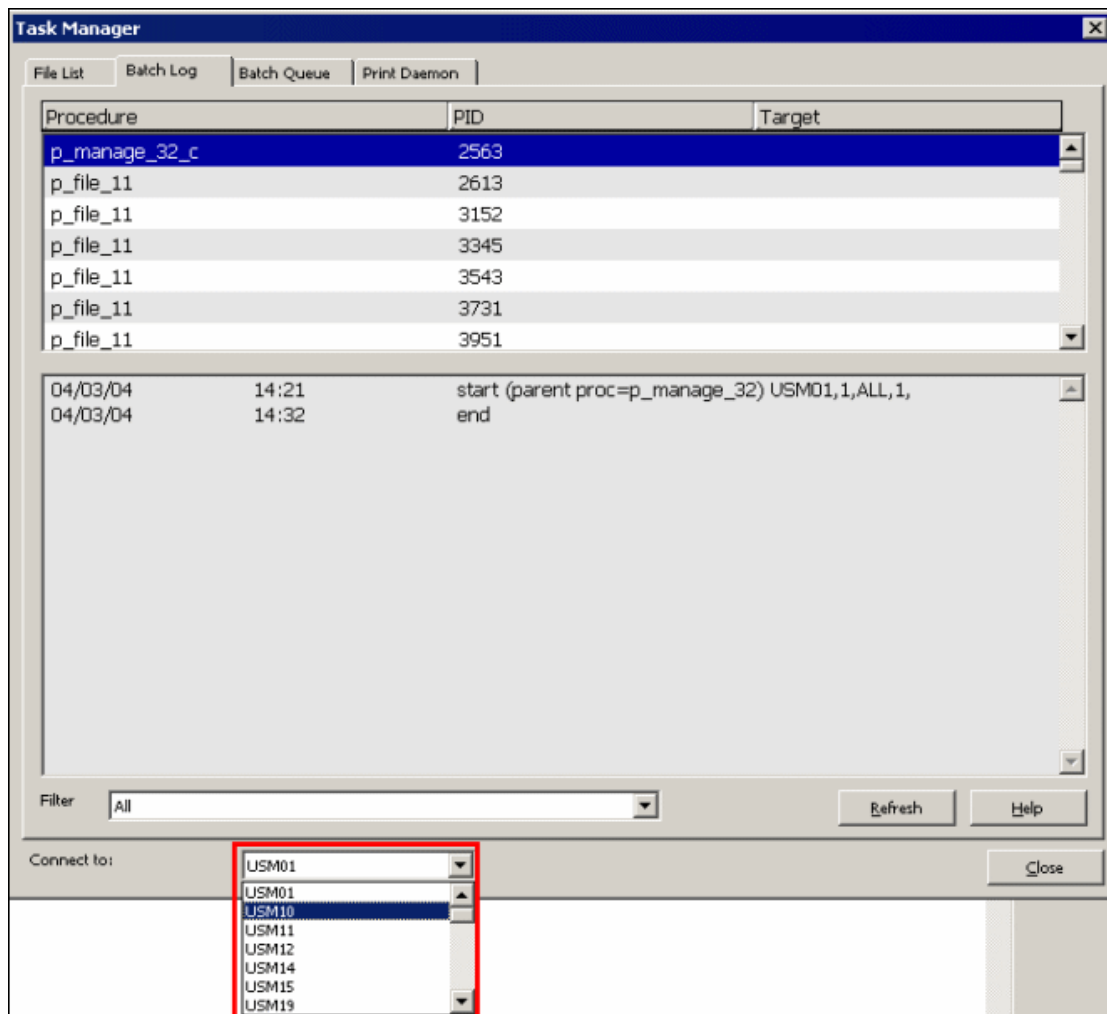 Task Manager
File List Batch Log Batch Queue Print Daemon
Procedure PID Target
p_manage_32_c 2563
p_file_11 2613
p_file_11 3152
p_file_11 3345
p_file_11 3543
p_file_11 3731
p_file_11 3951
04/03/04 14:21 start (parent proc=p_manage_32) USM01,1,ALL,1,
04/03/04 14:32 end
Filter All Refresh Help
Connect to: USM01 Close
USM01
USM10
USM11
USM12
USM14
USM15
USM19